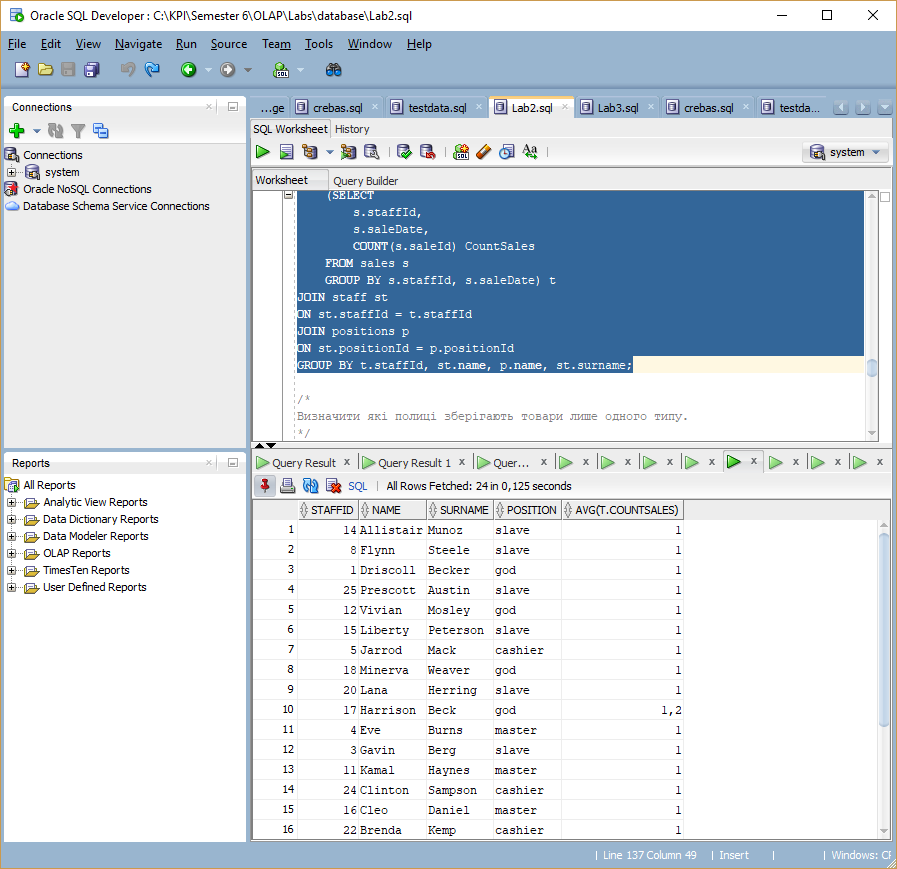 Oracle SQL Developer : C:\KPI\Semester 6\OLAP\Labs\database\Lab2.sql
File Edit View Navigate Run Source Team Tools Window Help
Connections
Connections
system
Oracle NoSQL Connections
Database Schema Service Connections
Reports
All Reports
Analytic View Reports
Data Dictionary Reports
Data Modeler Reports
OLAP Reports
TimesTen Reports
User Defined Reports
...ge crebas.sql testdata.sql Lab2.sql Lab3.sql crebas.sql testda...
SQL Worksheet History
system
Worksheet Query Builder
(SELECT
s.staffId,
s.saleDate,
COUNT(s.saleId) CountSales
FROM sales s
GROUP BY s.staffId, s.saleDate) t
JOIN staff st
ON st.staffId = t.staffId
JOIN positions p
ON st.positionId = p.positionId
GROUP BY t.staffId, st.name, p.name, st.surname;
/*
Визначити які полиці зберігають товари лише одного типу.
*/
Query Result Query Result 1 Quer...
SQL All Rows Fetched: 24 in 0,125 seconds
STAFFID NAME SURNAME POSITION AVG(T.COUNTSALES)
1 14 Allistair Munoz slave 1
2 8 Flynn Steele slave 1
3 1 Driscoll Becker god 1
4 25 Prescott Austin slave 1
5 12 Vivian Mosley god 1
6 15 Liberty Peterson slave 1
7 5 Jarrod Mack cashier 1
8 18 Minerva Weaver god 1
9 20 Lana Herring slave 1
10 17 Harrison Beck god 1,2
11 4 Eve Burns master 1
12 3 Gavin Berg slave 1
13 11 Kamal Haynes master 1
14 24 Clinton Sampson cashier 1
15 16 Cleo Daniel master 1
16 22 Brenda Kemp cashier 1
Line 137 Column 49 Insert Windows: CR